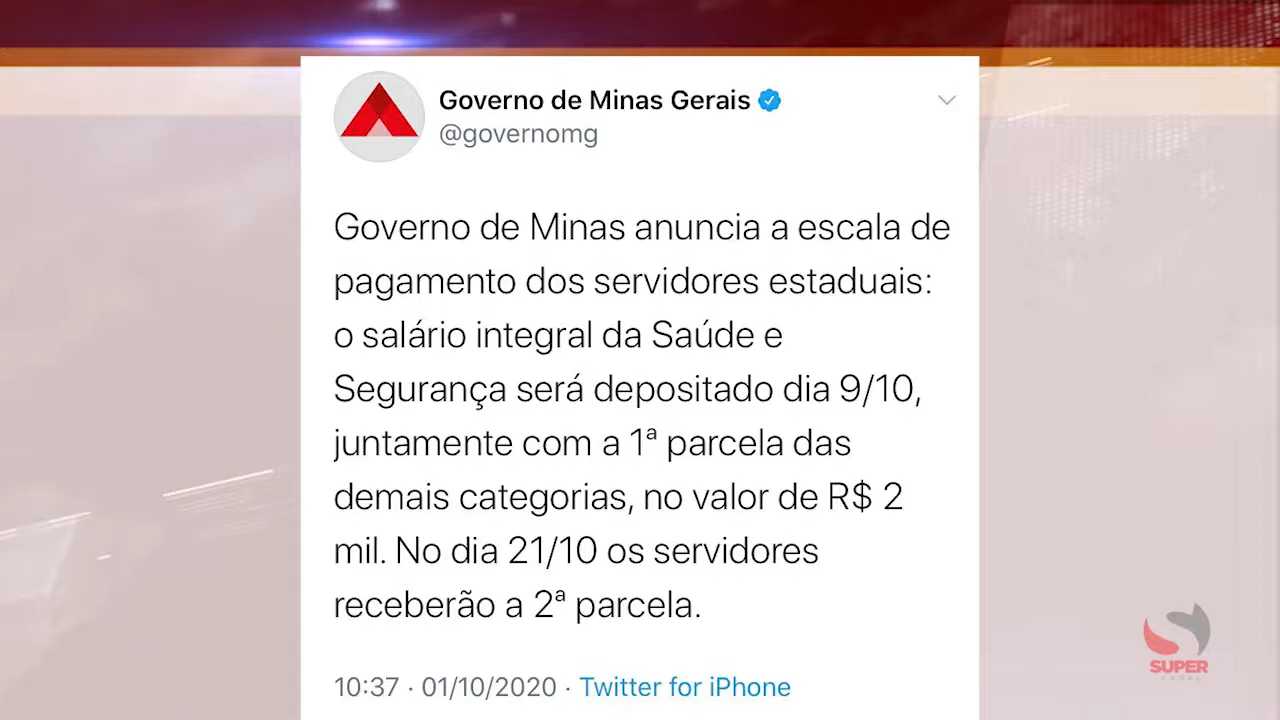 Governo de Minas Gerais
@governomg
Governo de Minas anuncia a escala de
pagamento dos servidores estaduais:
o salário integral da Saúde e
Segurança será depositado dia 9/10,
juntamente com a 1ª parcela das
demais categorias, no valor de R$ 2
mil. No dia 21/10 os servidores
receberão a 2ª parcela.
10:37 · 01/10/2020 · Twitter for iPhone
SUPER
CANAL